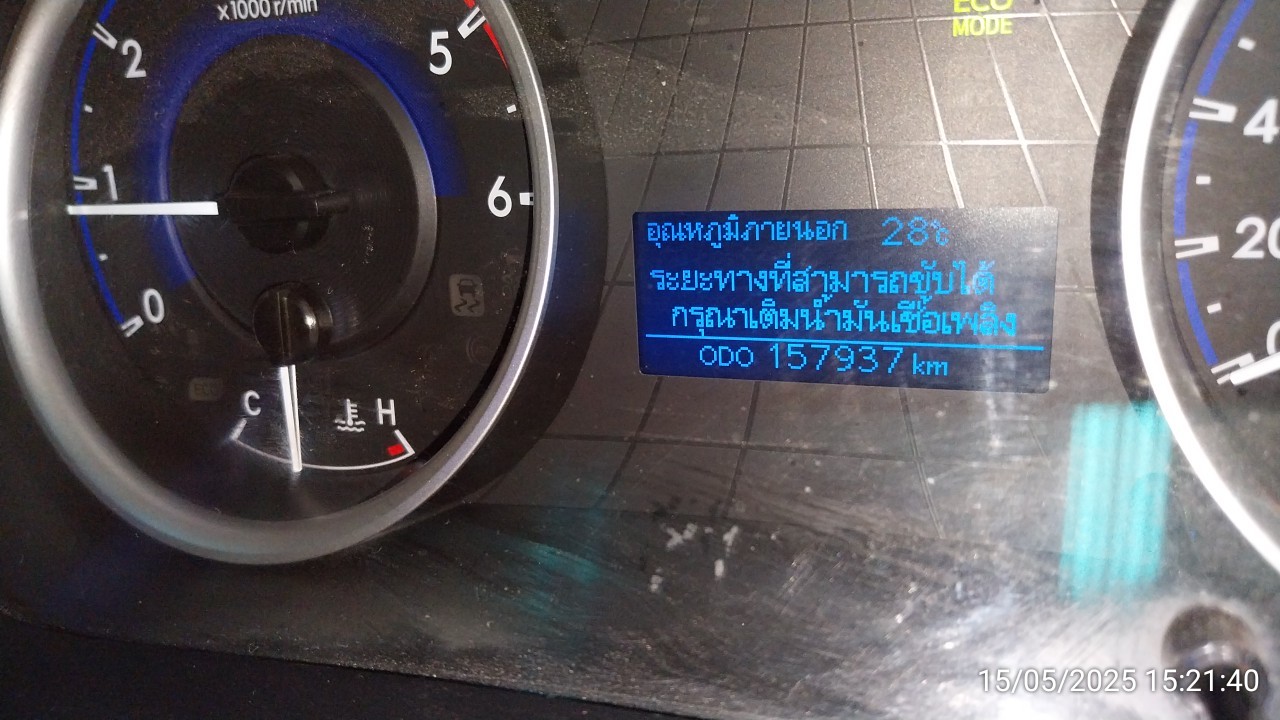 x1000 r/min
2
1
0
5
6
C
H
ECO
MODE
4
20
0
อุณหภูมิภายนอก 28℃
ระยะทางที่สามารถขับได้
กรุณาเติมน้ำมันเชื้อเพลิง
ODO 157937 km
15/05/2025 15:21:40